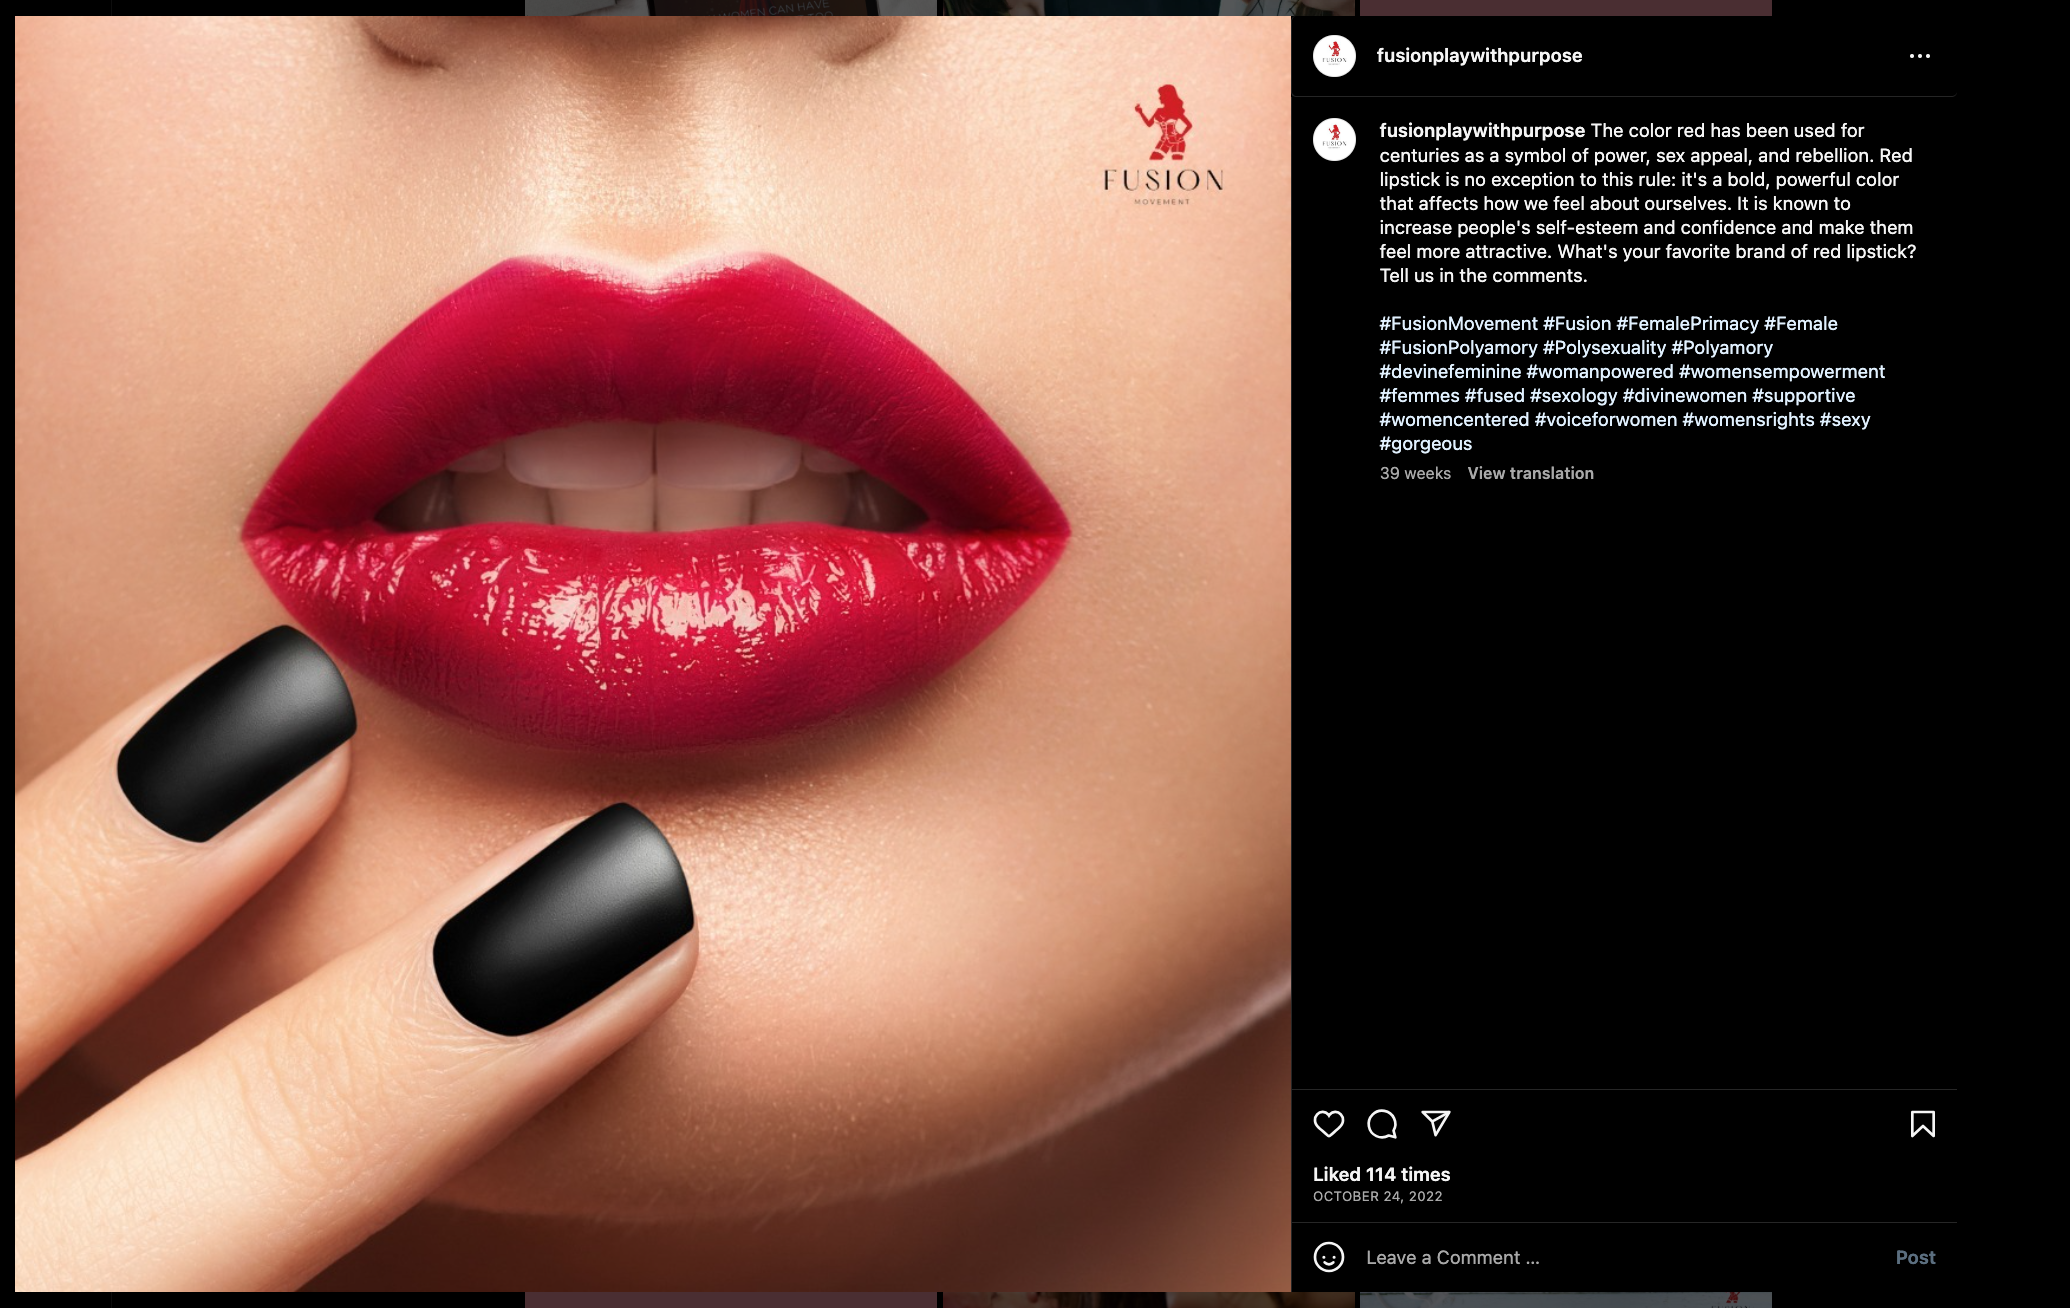 WOMEN CAN HAVE
FUSION
MOVEMENT
fusionplaywithpurpose
fusionplaywithpurpose The color red has been used for
centuries as a symbol of power, sex appeal, and rebellion. Red
lipstick is no exception to this rule: it's a bold, powerful color
that affects how we feel about ourselves. It is known to
increase people's self-esteem and confidence and make them
feel more attractive. What's your favorite brand of red lipstick?
Tell us in the comments.
#FusionMovement #Fusion #FemalePrimacy #Female
#FusionPolyamory #Polysexuality #Polyamory
#devinefeminine #womanpowered #womensempowerment
#femmes #fused #sexology #divinewomen #supportive
#womencentered #voiceforwomen #womensrights #sexy
#gorgeous
39 weeks View translation
Liked 114 times
OCTOBER 24, 2022
Leave a Comment ...
Post